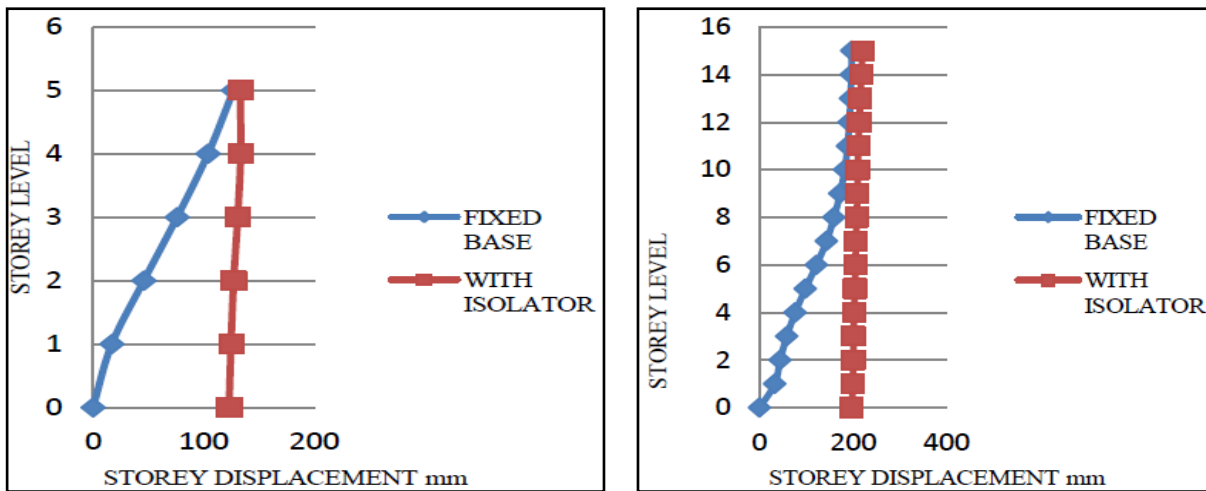 6
5
4
3
2
1
0
STOREY LEVEL
0 100 200
STOREY DISPLACEMENT mm
FIXED
BASE
WITH
ISOLATOR
16
14
12
10
8
6
4
2
0
STOREY LEVEL
0 200 400
STOREY DISPLACEMENT mm
FIXED
BASE
WITH
ISOLATOR